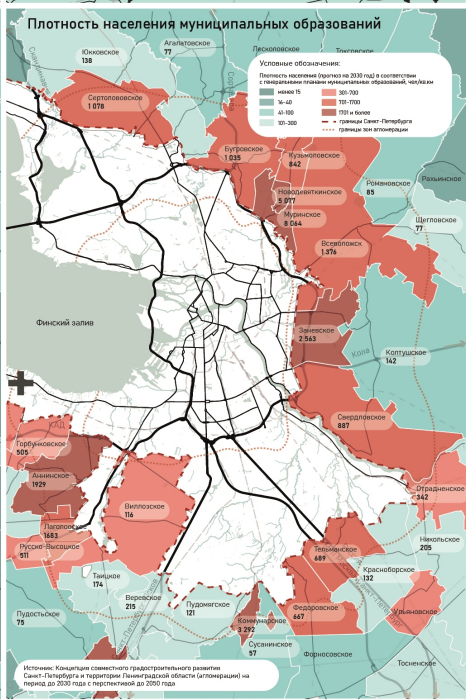 Плотность населения муниципальных образований
Агалатовское
77
Лесколовское
Токсовское
Юкковское
138
Условные обозначения:
Плотность населения (прогноз на 2030 год) в соответствии
с генеральными планами муниципальных образований, чел/кв.км
менее 15
16-40
41-100
101-300
301-700
701-1700
1701 и более
границы Санкт-Петербурга
границы зон агломерации
Сертоловское
1 078
Бугровское
1 035
Кузьмоловское
842
Рахьинское
Романовское
85
Новодевяткинское
5 077
Муринское
8 064
Щегловское
77
Всеволожск
1 376
Финский залив
Заневское
2 563
Кола
Колтушское
142
Свердловское
887
КАД
Горбунковское
505
Аннинское
1929
Отрадненское
342
Виллозское
116
Лаголовское
1683
Русско-Высоцкое
511
Никольское
205
Тельмановское
689
Красноборское
132
Таицкое
174
Веревское
215
Пудомягское
121
Федоровское
667
Ульяновское
Пудостьское
75
Коммунарское
3 292
Сусанинское
57
Форносовское
Тосненское
Источник: Концепция совместного градостроительного развития
Санкт-Петербурга и территории Ленинградской области (агломерации) на
период до 2030 года с перспективой до 2050 года